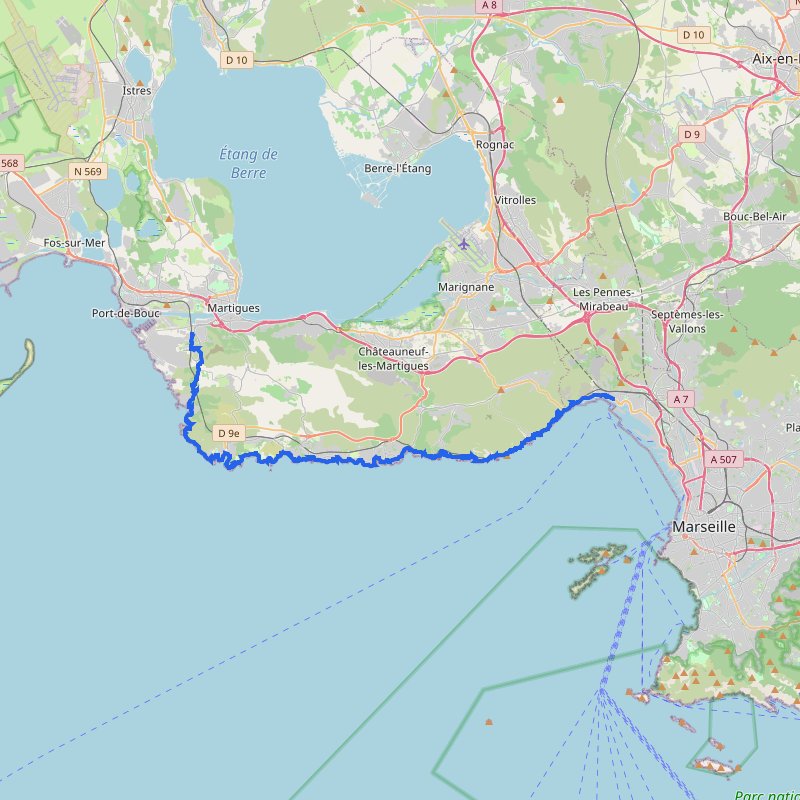 A 8
D 10
D 10
Aix-en-
Istres
Rognac
D 9
Étang de
Berre
568
N 569
Berre-l'Étang
Vitrolles
Bouc-Bel-Air
Fos-sur-Mer
Marignane
Les Pennes-
Mirabeau
Port-de-Bouc
Martigues
Septèmes-les-
Vallons
Châteauneuf-
les-Martigues
A 7
D 9e
Pla
A 507
Marseille
Parc natio